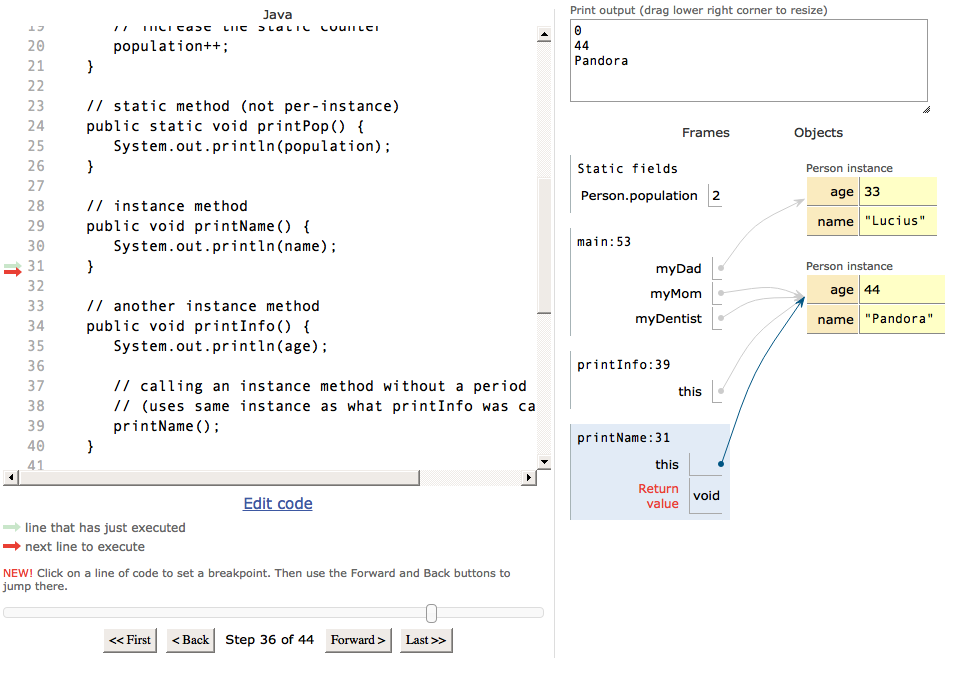 Java
19 // increase the static counter
20 population++;
21 }
22
23 // static method (not per-instance)
24 public static void printPop() {
25 System.out.println(population);
26 }
27
28 // instance method
29 public void printName() {
30 System.out.println(name);
31 }
32
33 // another instance method
34 public void printInfo() {
35 System.out.println(age);
36
37 // calling an instance method without a period
38 // (uses same instance as what printInfo was ca
39 printName();
40 }
41
Edit code
line that has just executed
next line to execute
NEW! Click on a line of code to set a breakpoint. Then use the Forward and Back buttons to
jump there.
<< First < Back Step 36 of 44 Forward > Last >>
Print output (drag lower right corner to resize)
0
44
Pandora
Frames Objects
Static fields
Person.population 2
main:53
myDad
myMom
myDentist
printInfo:39
this
printName:31
this
Return
value void
Person instance
age 33
name "Lucius"
Person instance
age 44
name "Pandora"